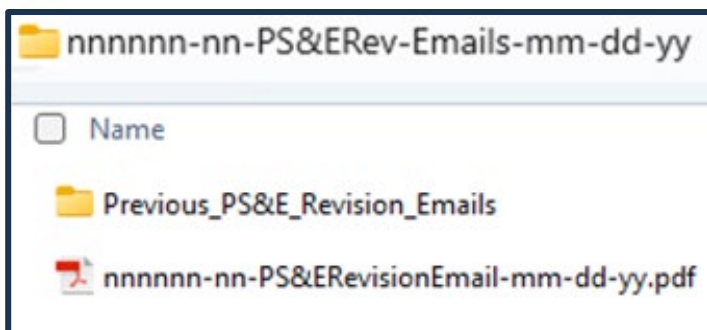 nnnnnn-nn-PS&ERev-Emails-mm-dd-yy
Name
Previous_PS&E_Revision_Emails
nnnnnn-nn-PS&ERevisionEmail-mm-dd-yy.pdf